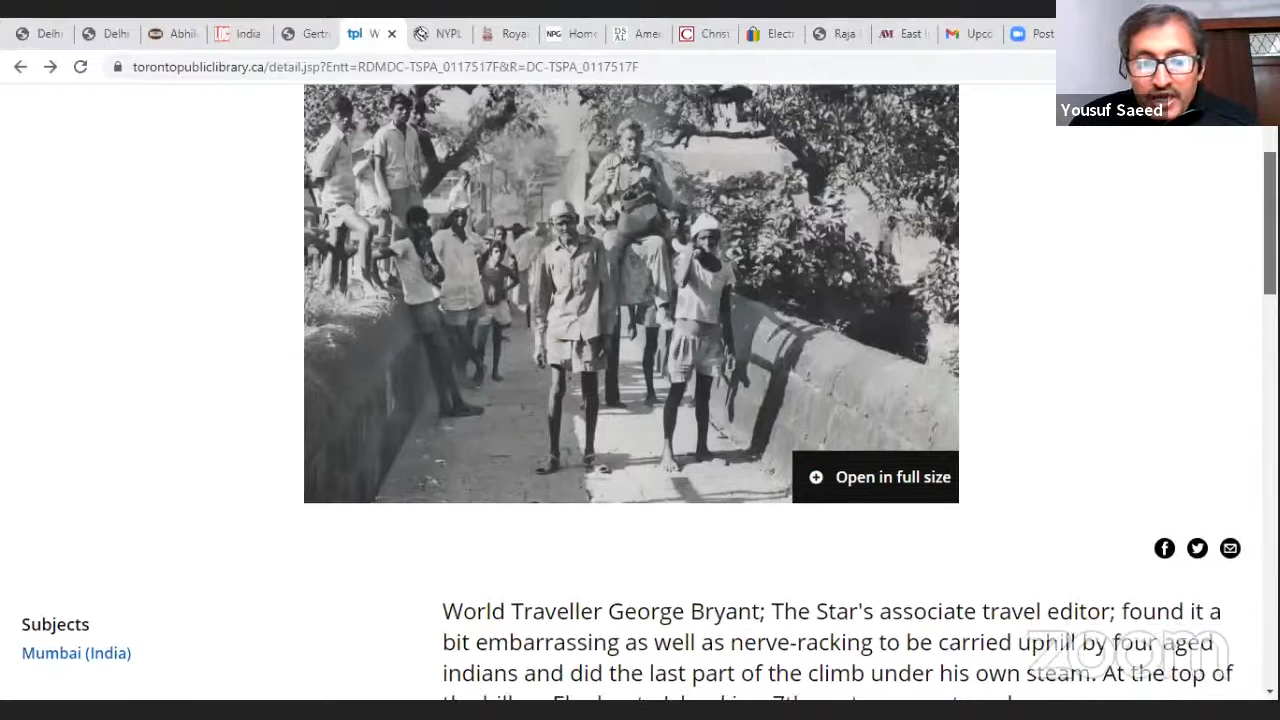 Delhi
Delhi
Abhil
India
Gertr
tpl W
NYPL
Roya
NPG Home
DS AL Amer
C Christ
Electr
Raja
AM East
Upco
Post
torontopubliclibrary.ca/detail.jsp?Entt=RDMDC-TSPA_0117517F&R=DC-TSPA_0117517F
Yousuf Saeed
Open in full size
Subjects
Mumbai (India)
World Traveller George Bryant; The Star's associate travel editor; found it a
bit embarrassing as well as nerve-racking to be carried uphill by four aged
indians and did the last part of the climb under his own steam. At the top of
zoom